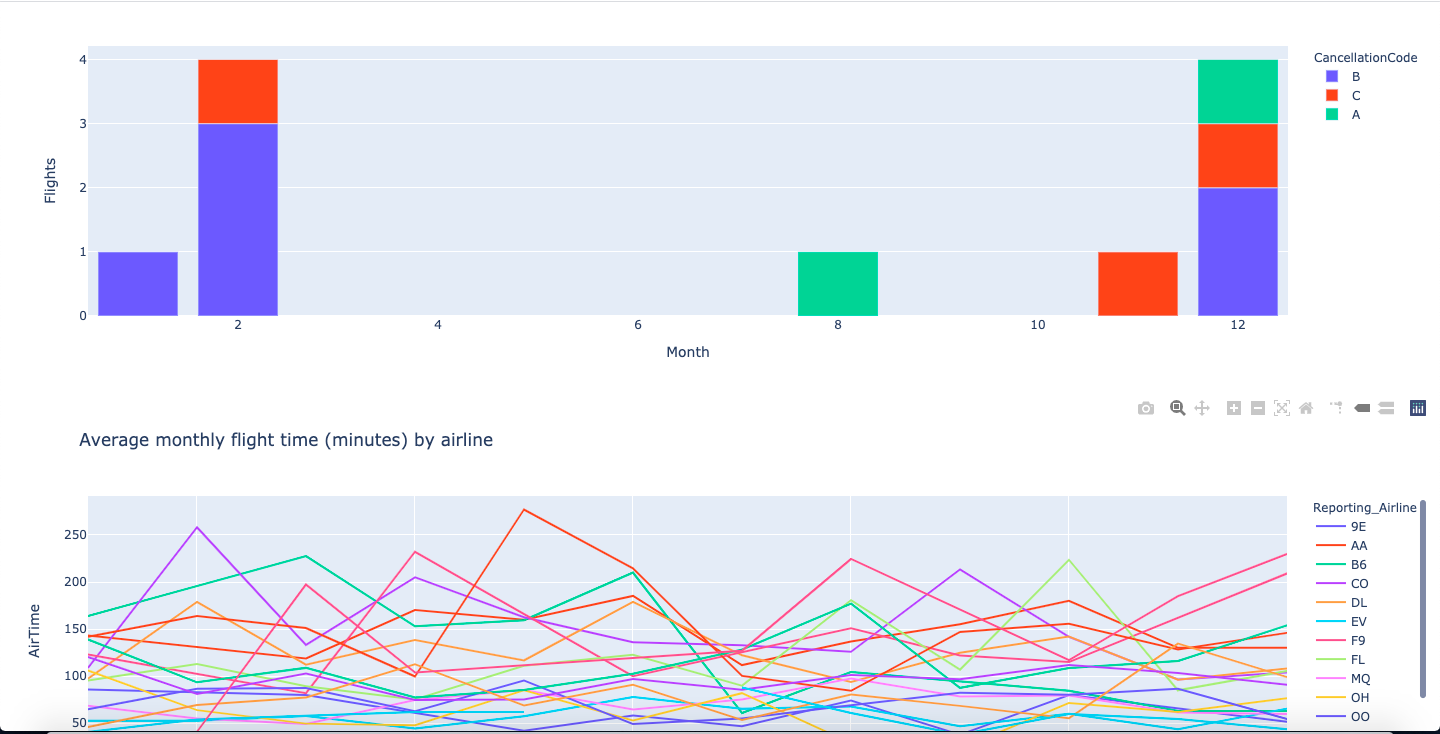 4
3
2
1
0
Flights
2 4 6 8 10 12
Month
CancellationCode
B
C
A
Average monthly flight time (minutes) by airline
250
200
150
100
50
AirTime
Reporting_Airline
9E
AA
B6
CO
DL
EV
F9
FL
MQ
OH
OO